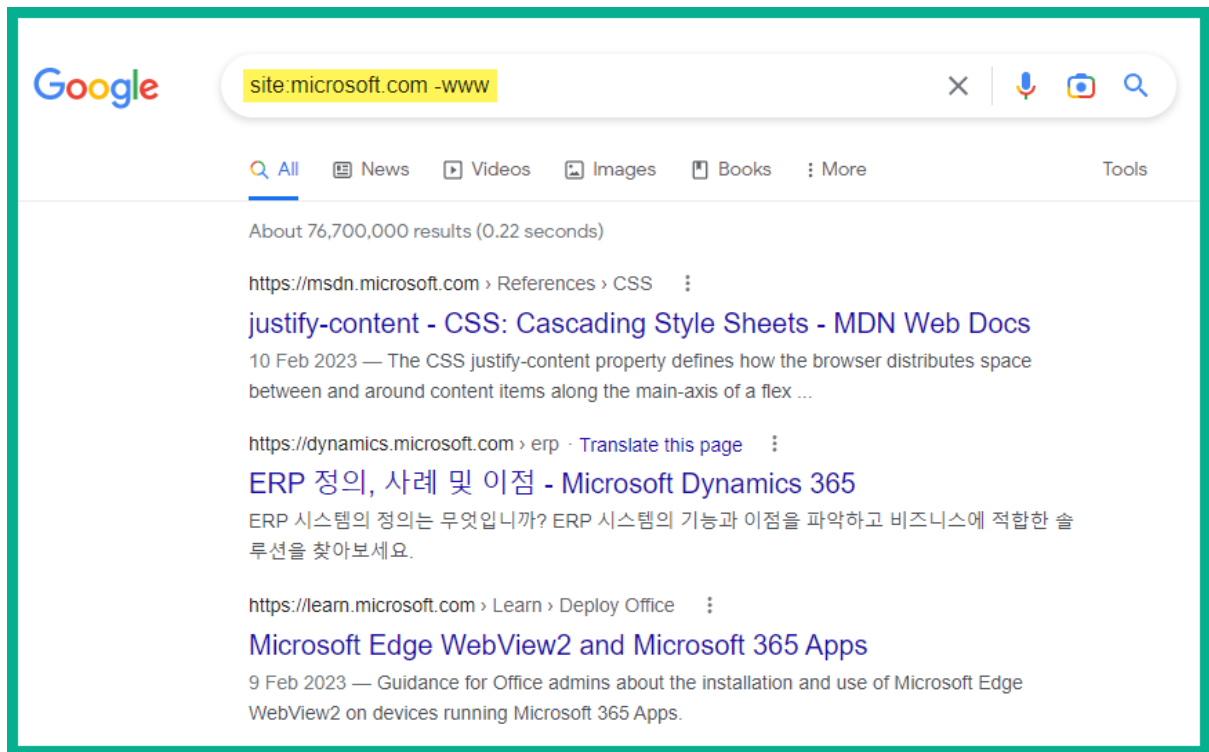 Google
site:microsoft.com -www
All News Videos Images Books More Tools
About 76,700,000 results (0.22 seconds)
https://msdn.microsoft.com › References › CSS
justify-content - CSS: Cascading Style Sheets - MDN Web Docs
10 Feb 2023 — The CSS justify-content property defines how the browser distributes space
between and around content items along the main-axis of a flex ...
https://dynamics.microsoft.com › erp · Translate this page
ERP 정의, 사례 및 이점 - Microsoft Dynamics 365
ERP 시스템의 정의는 무엇입니까? ERP 시스템의 기능과 이점을 파악하고 비즈니스에 적합한 솔
루션을 찾아보세요.
https://learn.microsoft.com › Learn › Deploy Office
Microsoft Edge WebView2 and Microsoft 365 Apps
9 Feb 2023 — Guidance for Office admins about the installation and use of Microsoft Edge
WebView2 on devices running Microsoft 365 Apps.